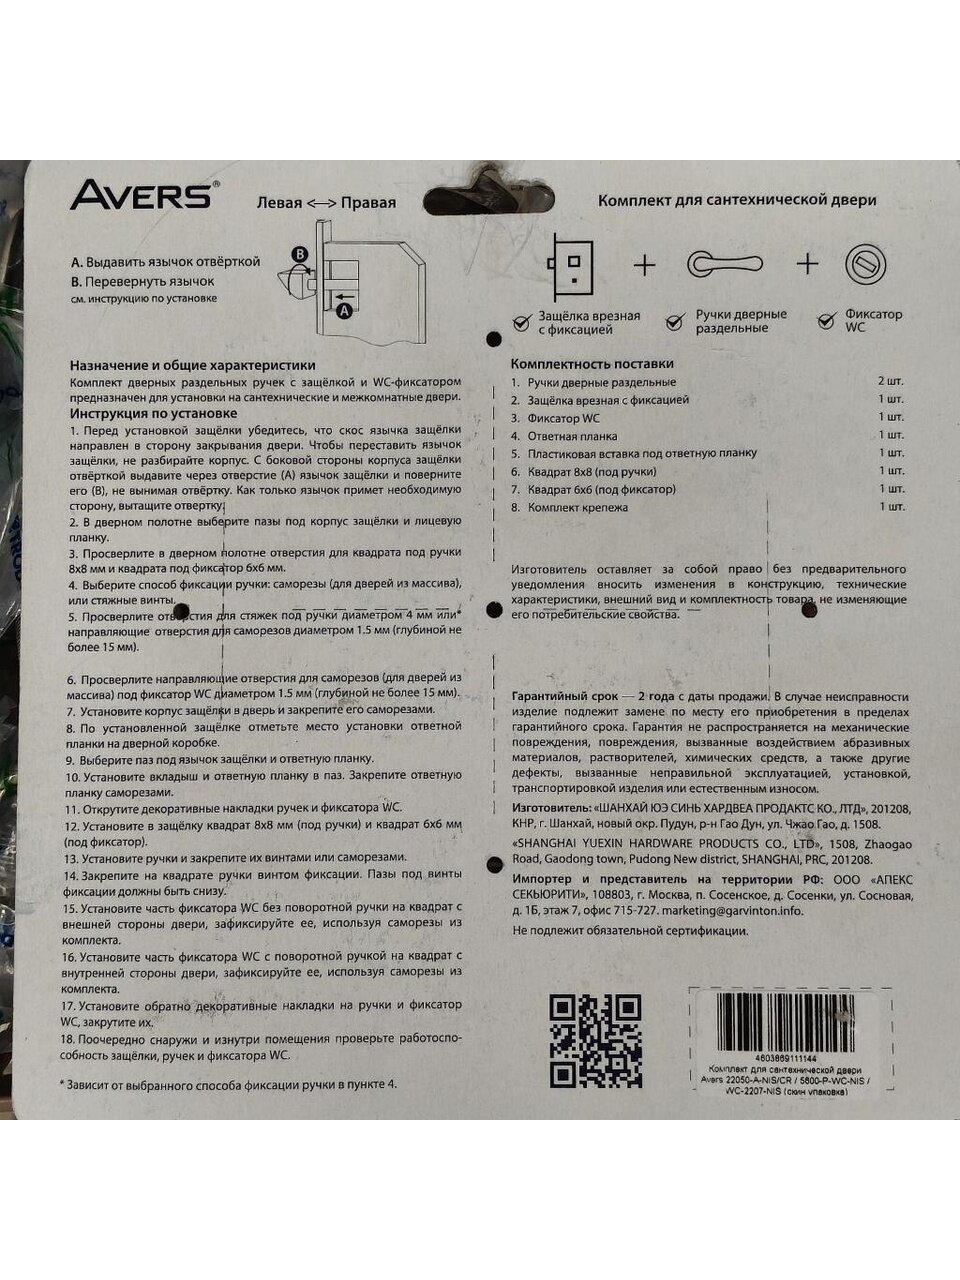 AVERS®
Левая <—> Правая
Комплект для сантехнической двери
A. Выдавить язычок отвёрткой
B. Перевернуть язычок
см. инструкцию по установке
B
A
Защёлка врезная
с фиксацией
Ручки дверные
раздельные
Фиксатор
WC
Назначение и общие характеристики
Комплект дверных раздельных ручек с защёлкой и WC-фиксатором
предназначен для установки на сантехнические и межкомнатные двери.
Инструкция по установке
1. Перед установкой защёлки убедитесь, что скос язычка защёлки
направлен в сторону закрывания двери. Чтобы переставить язычок
защёлки, не разбирайте корпус. С боковой стороны корпуса защёлки
отвёрткой выдавите через отверстие (A) язычок защёлки и поверните
его (B), не вынимая отвёртку. Как только язычок примет необходимую
сторону, вытащите отвертку.
2. В дверном полотне выберите пазы под корпус защёлки и лицевую
планку.
3. Просверлите в дверном полотне отверстия для квадрата под ручки
8x8 мм и квадрата под фиксатор 6x6 мм.
4. Выберите способ фиксации ручки: саморезы (для дверей из массива),
или стяжные винты.
5. Просверлите отверстия для стяжек под ручки диаметром 4 мм или*
направляющие отверстия для саморезов диаметром 1.5 мм (глубиной не
более 15 мм).
6. Просверлите направляющие отверстия для саморезов (для дверей из
массива) под фиксатор WC диаметром 1.5 мм (глубиной не более 15 мм).
7. Установите корпус защёлки в дверь и закрепите его саморезами.
8. По установленной защёлке отметьте место установки ответной
планки на дверной коробке.
9. Выберите паз под язычок защёлки и ответную планку.
10. Установите вкладыш и ответную планку в паз. Закрепите ответную
планку саморезами.
11. Открутите декоративные накладки ручек и фиксатора WC.
12. Установите в защёлку квадрат 8x8 мм (под ручки) и квадрат 6x6 мм
(под фиксатор).
13. Установите ручки и закрепите их винтами или саморезами.
14. Закрепите на квадрате ручки винтом фиксации. Пазы под винты
фиксации должны быть снизу.
15. Установите часть фиксатора WC без поворотной ручки на квадрат с
внешней стороны двери, зафиксируйте ее, используя саморезы из
комплекта.
16. Установите часть фиксатора WC с поворотной ручкой на квадрат с
внутренней стороны двери, зафиксируйте ее, используя саморезы из
комплекта.
17. Установите обратно декоративные накладки на ручки и фиксатор
WC, закрутите их.
18. Поочередно снаружи и изнутри помещения проверьте работоспо-
собность защёлки, ручек и фиксатора WC.
* Зависит от выбранного способа фиксации ручки в пункте 4.
Комплектность поставки
1. Ручки дверные раздельные 2 шт.
2. Защёлка врезная с фиксацией 1 шт.
3. Фиксатор WC 1 шт.
4. Ответная планка 1 шт.
5. Пластиковая вставка под ответную планку 1 шт.
6. Квадрат 8x8 (под ручки) 1 шт.
7. Квадрат 6x6 (под фиксатор) 1 шт.
8. Комплект крепежа 1 шт.
Изготовитель оставляет за собой право без предварительного
уведомления вносить изменения в конструкцию, технические
характеристики, внешний вид и комплектность товара, не изменяющие
его потребительские свойства.
Гарантийный срок — 2 года с даты продажи. В случае неисправности
изделие подлежит замене по месту его приобретения в пределах
гарантийного срока. Гарантия не распространяется на механические
повреждения, повреждения, вызванные воздействием абразивных
материалов, растворителей, химических средств, а также другие
дефекты, вызванные неправильной эксплуатацией, установкой,
транспортировкой изделия или естественным износом.
Изготовитель: «ШАНХАЙ ЮЭ СИНЬ ХАРДВЕА ПРОДАКТС КО., ЛТД», 201208,
КНР, г. Шанхай, новый окр. Пудун, р-н Гао Дун, ул. Чжао Гао, д. 1508.
«SHANGHAI YUEXIN HARDWARE PRODUCTS CO., LTD», 1508, Zhaogao
Road, Gaodong town, Pudong New district, SHANGHAI, PRC, 201208.
Импортер и представитель на территории РФ: ООО «АПЕКС
СЕКЬЮРИТИ», 108803, г. Москва, п. Сосенское, д. Сосенки, ул. Сосновая,
д. 1Б, этаж 7, офис 715-727. marketing@garvinton.info.
Не подлежит обязательной сертификации.
4603869111144
Комплект для сантехнической двери
Avers 22050-A-NIS/CR / 5600-P-WC-NIS /
WC-2207-NIS (скин упаковка)